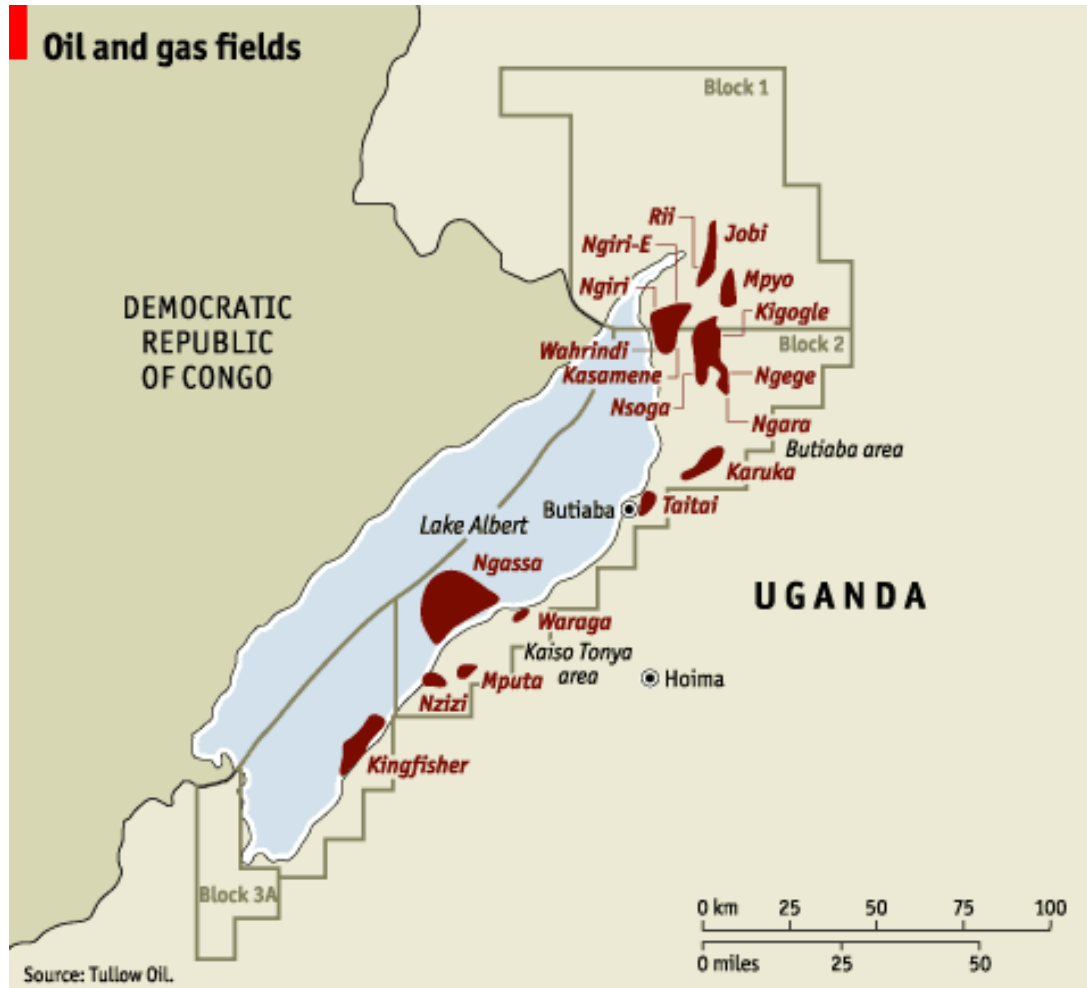 Oil and gas fields
Block 1
Rii
Jobi
Ngiri-E
Mpyo
Ngiri
Kigogle
DEMOCRATIC
REPUBLIC
OF CONGO
Wahrindi
Block 2
Kasamene
Ngege
Nsoga
Ngara
Butiaba area
Karuka
Butiaba
Taitai
Lake Albert
Ngassa
UGANDA
Waraga
Kaiso Tonya
area
Mputa
Hoima
Nzizi
Kingfisher
Block 3A
0 km 25 50 75 100
0 miles 25 50
Source: Tullow Oil.